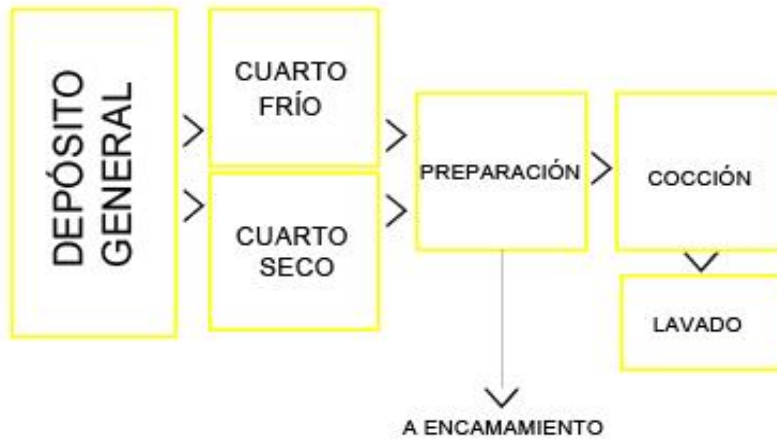 DEPÓSITO
GENERAL
CUARTO
FRÍO
CUARTO
SECO
PREPARACIÓN
COCCIÓN
LAVADO
A ENCAMAMIENTO